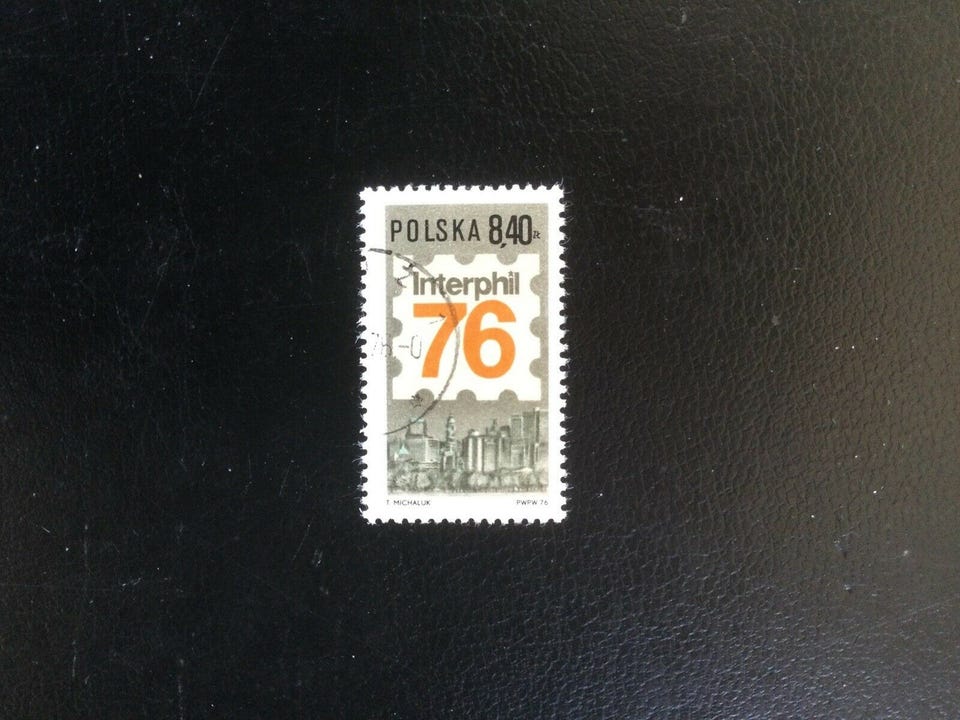 POLSKA 8,40 ZŁ
Interphil
76
T. MICHALUK PWPW 76